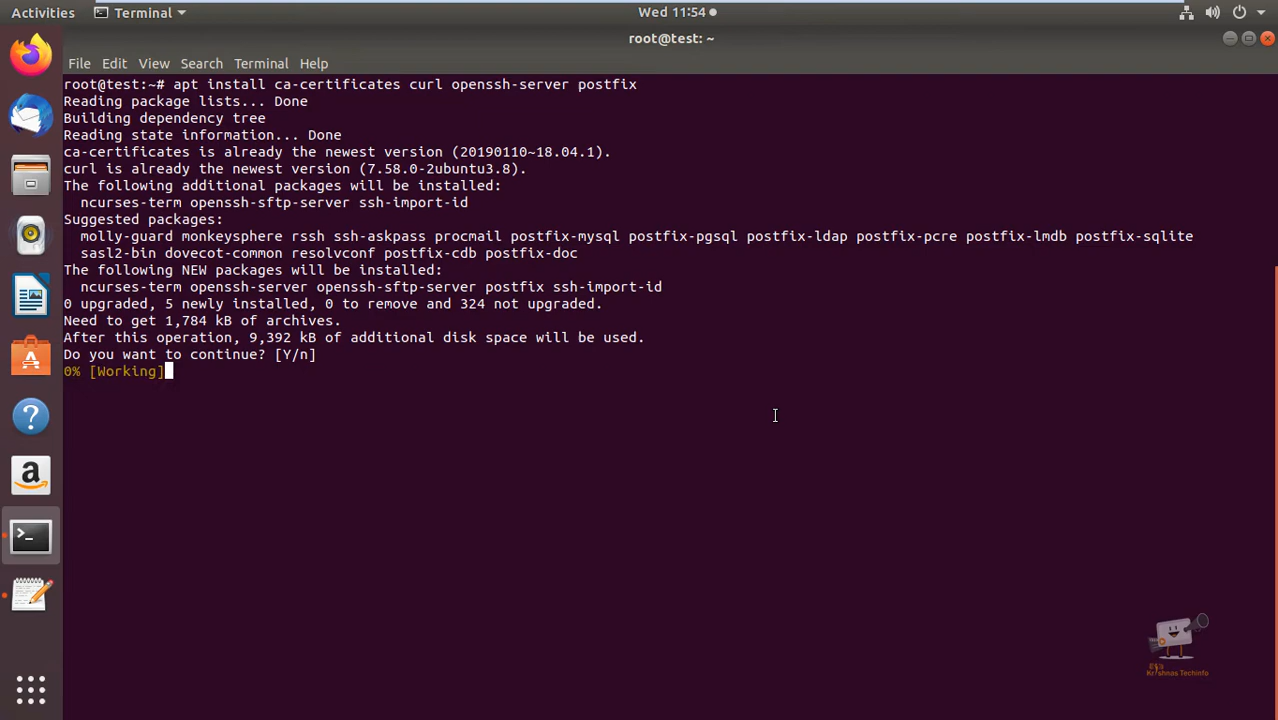 Activities Terminal Wed 11:54
root@test: ~
File Edit View Search Terminal Help
root@test:~# apt install ca-certificates curl openssh-server postfix
Reading package lists... Done
Building dependency tree
Reading state information... Done
ca-certificates is already the newest version (20190110~18.04.1).
curl is already the newest version (7.58.0-2ubuntu3.8).
The following additional packages will be installed:
  ncurses-term openssh-sftp-server ssh-import-id
Suggested packages:
  molly-guard monkeysphere rssh ssh-askpass procmail postfix-mysql postfix-pgsql postfix-ldap postfix-pcre postfix-lmdb postfix-sqlite
  sasl2-bin dovecot-common resolvconf postfix-cdb postfix-doc
The following NEW packages will be installed:
  ncurses-term openssh-server openssh-sftp-server postfix ssh-import-id
0 upgraded, 5 newly installed, 0 to remove and 324 not upgraded.
Need to get 1,784 kB of archives.
After this operation, 9,392 kB of additional disk space will be used.
Do you want to continue? [Y/n]
0% [Working]
Krishnas Techinfo